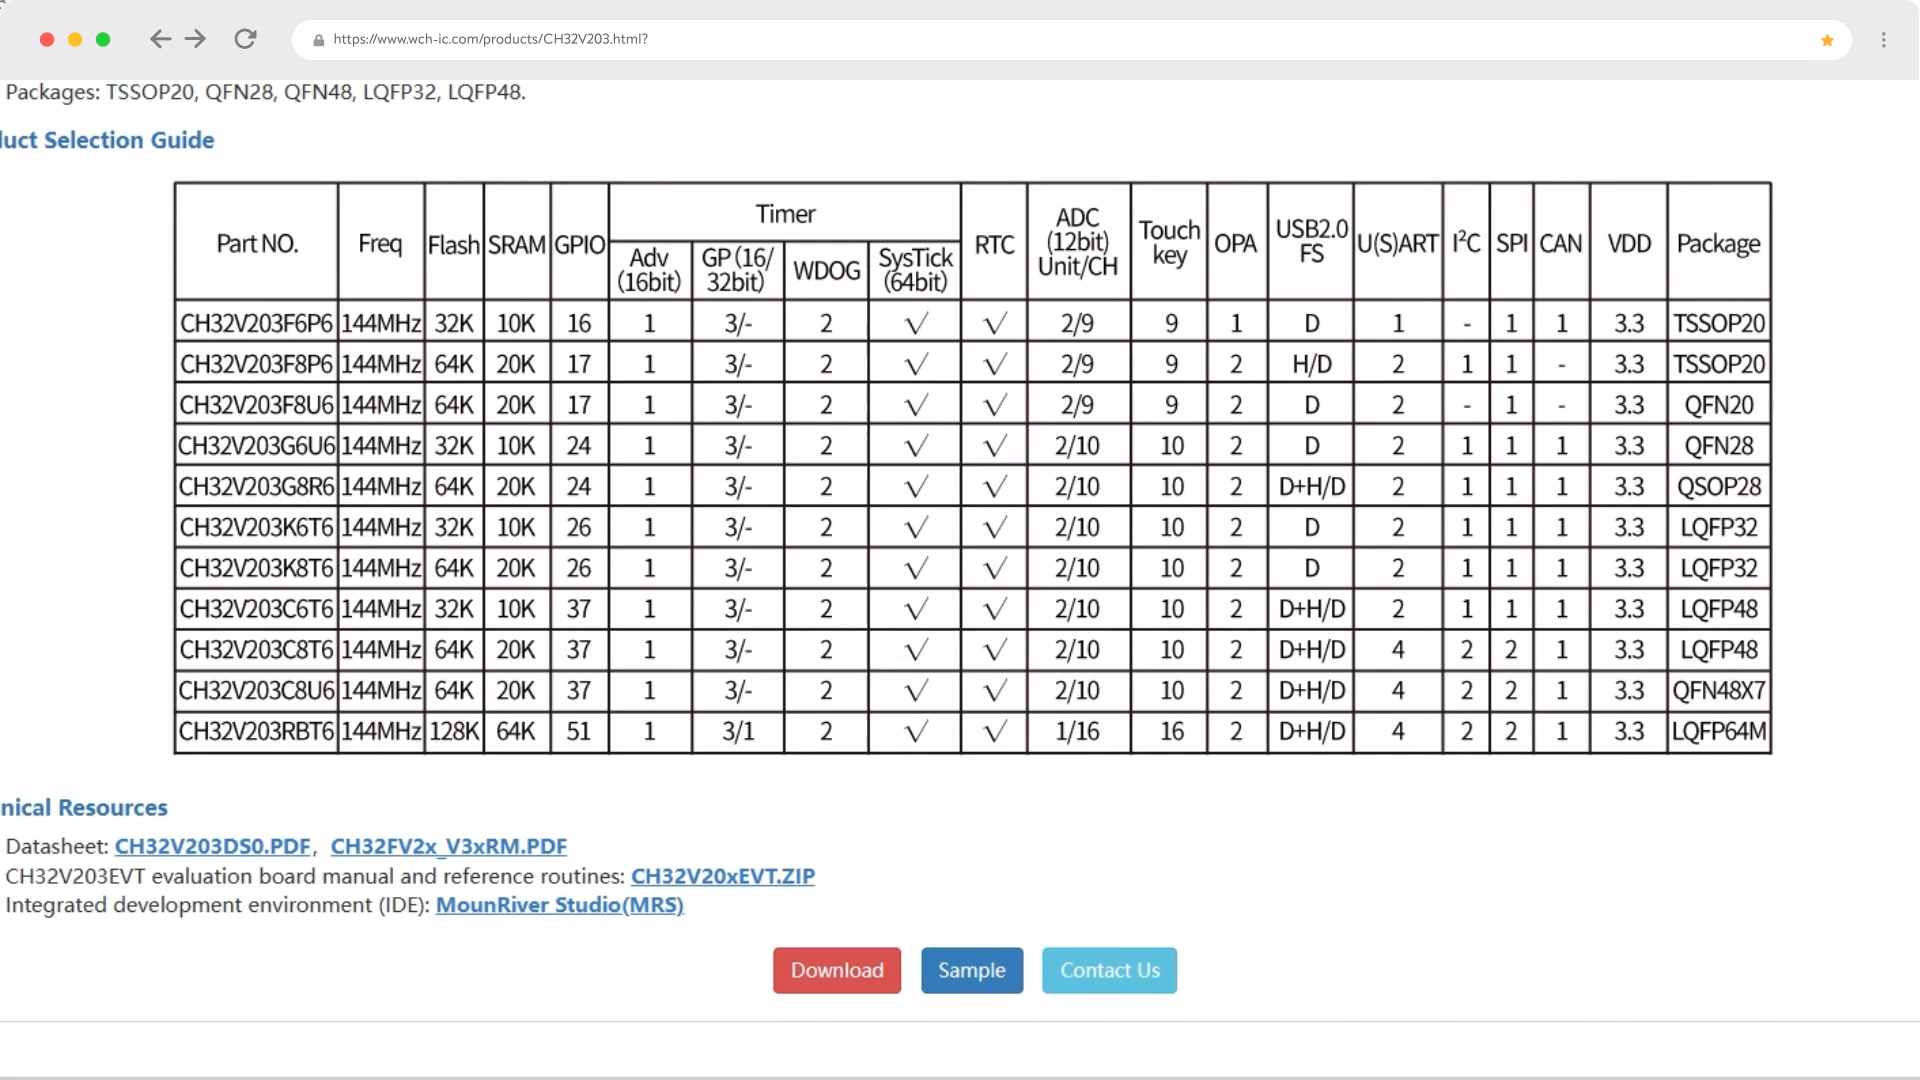 https://www.wch-ic.com/products/CH32V203.html?
Packages: TSSOP20, QFN28, QFN48, LQFP32, LQFP48.
duct Selection Guide
Part NO. Freq Flash SRAM GPIO Timer RTC ADC (12bit) Unit/CH Touch key OPA USB2.0 FS U(S)ART I²C SPI CAN VDD Package
Adv (16bit) GP (16/32bit) WDOG SysTick (64bit)
CH32V203F6P6 144MHz 32K 10K 16 1 3/- 2 √ √ 2/9 9 1 D 1 - 1 1 3.3 TSSOP20
CH32V203F8P6 144MHz 64K 20K 17 1 3/- 2 √ √ 2/9 9 2 H/D 2 1 1 - 3.3 TSSOP20
CH32V203F8U6 144MHz 64K 20K 17 1 3/- 2 √ √ 2/9 9 2 D 2 - 1 - 3.3 QFN20
CH32V203G6U6 144MHz 32K 10K 24 1 3/- 2 √ √ 2/10 10 2 D 2 1 1 1 3.3 QFN28
CH32V203G8R6 144MHz 64K 20K 24 1 3/- 2 √ √ 2/10 10 2 D+H/D 2 1 1 1 3.3 QSOP28
CH32V203K6T6 144MHz 32K 10K 26 1 3/- 2 √ √ 2/10 10 2 D 2 1 1 1 3.3 LQFP32
CH32V203K8T6 144MHz 64K 20K 26 1 3/- 2 √ √ 2/10 10 2 D 2 1 1 1 3.3 LQFP32
CH32V203C6T6 144MHz 32K 10K 37 1 3/- 2 √ √ 2/10 10 2 D+H/D 2 1 1 1 3.3 LQFP48
CH32V203C8T6 144MHz 64K 20K 37 1 3/- 2 √ √ 2/10 10 2 D+H/D 4 2 2 1 3.3 LQFP48
CH32V203C8U6 144MHz 64K 20K 37 1 3/- 2 √ √ 2/10 10 2 D+H/D 4 2 2 1 3.3 QFN48X7
CH32V203RBT6 144MHz 128K 64K 51 1 3/1 2 √ √ 1/16 16 2 D+H/D 4 2 2 1 3.3 LQFP64M
nical Resources
Datasheet: CH32V203DS0.PDF, CH32FV2x_V3xRM.PDF
CH32V203EVT evaluation board manual and reference routines: CH32V20xEVT.ZIP
Integrated development environment (IDE): MounRiver Studio(MRS)
Download Sample Contact Us